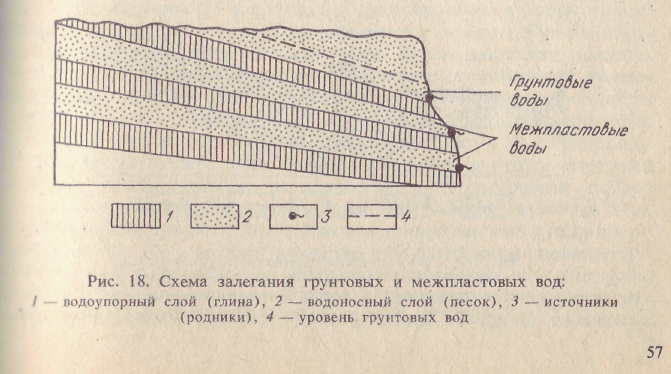 Грунтовые
воды
Межпластовые
воды
1 2 3 4
Рис. 18. Схема залегания грунтовых и межпластовых вод:
1 — водоупорный слой (глина), 2 — водоносный слой (песок), 3 — источники
(родники), 4 — уровень грунтовых вод
57